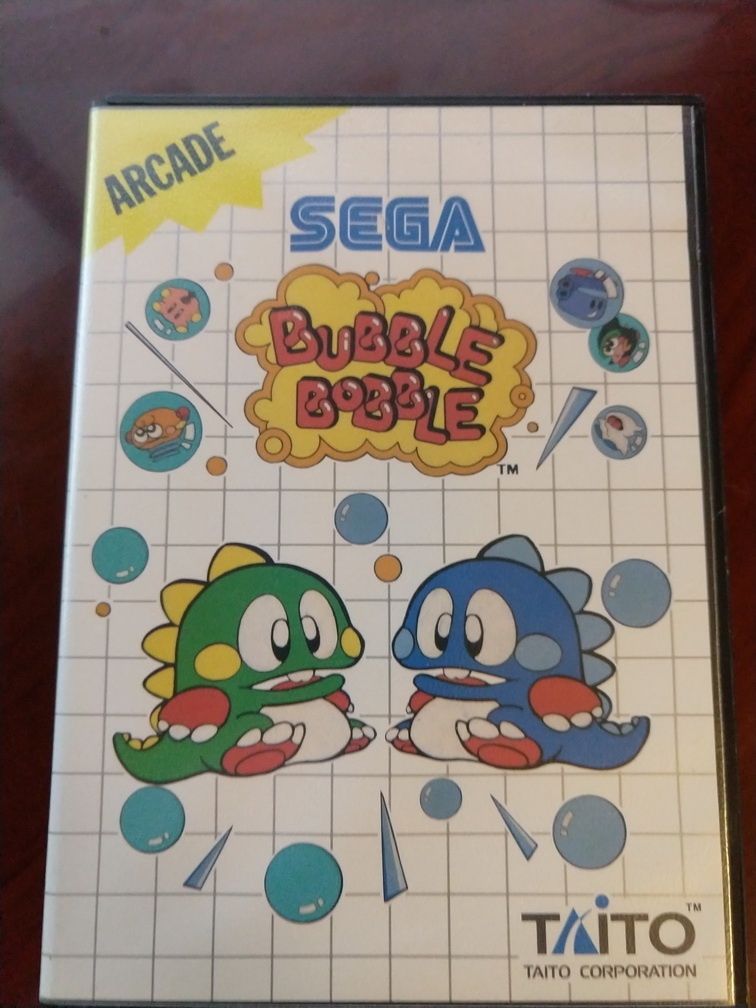 ARCADE
SEGA
BUBBLE
BOBBLE
TM
TM
TAITO
TAITO CORPORATION